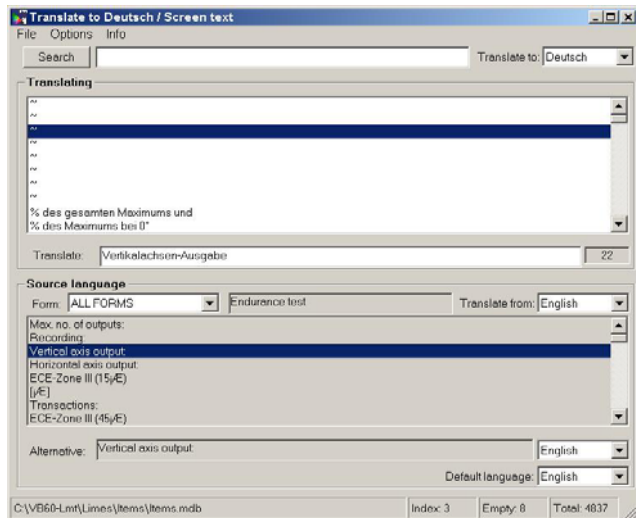 Translate to Deutsch / Screen text
File Options Info
Search Translate to: Deutsch
Translating
~
~
~
~
~
~
~
~
% des gesamten Maximums und
% des Maximums bei 0°
Translate: Vertikalachsen-Ausgabe 22
Source language
Form: ALL FORMS Endurance test Translate from: English
Max. no. of outputs:
Recording:
Vertical axis output:
Horizontal axis output:
ECE-Zone III (15yÆ)
[yÆ]
Transactions:
ECE-Zone III (45yÆ)
Alternative: Vertical axis output: English
Default language: English
C:\VB60-Lmt\Limes\Items\Items.mdb Index: 3 Empty: 8 Total: 4837